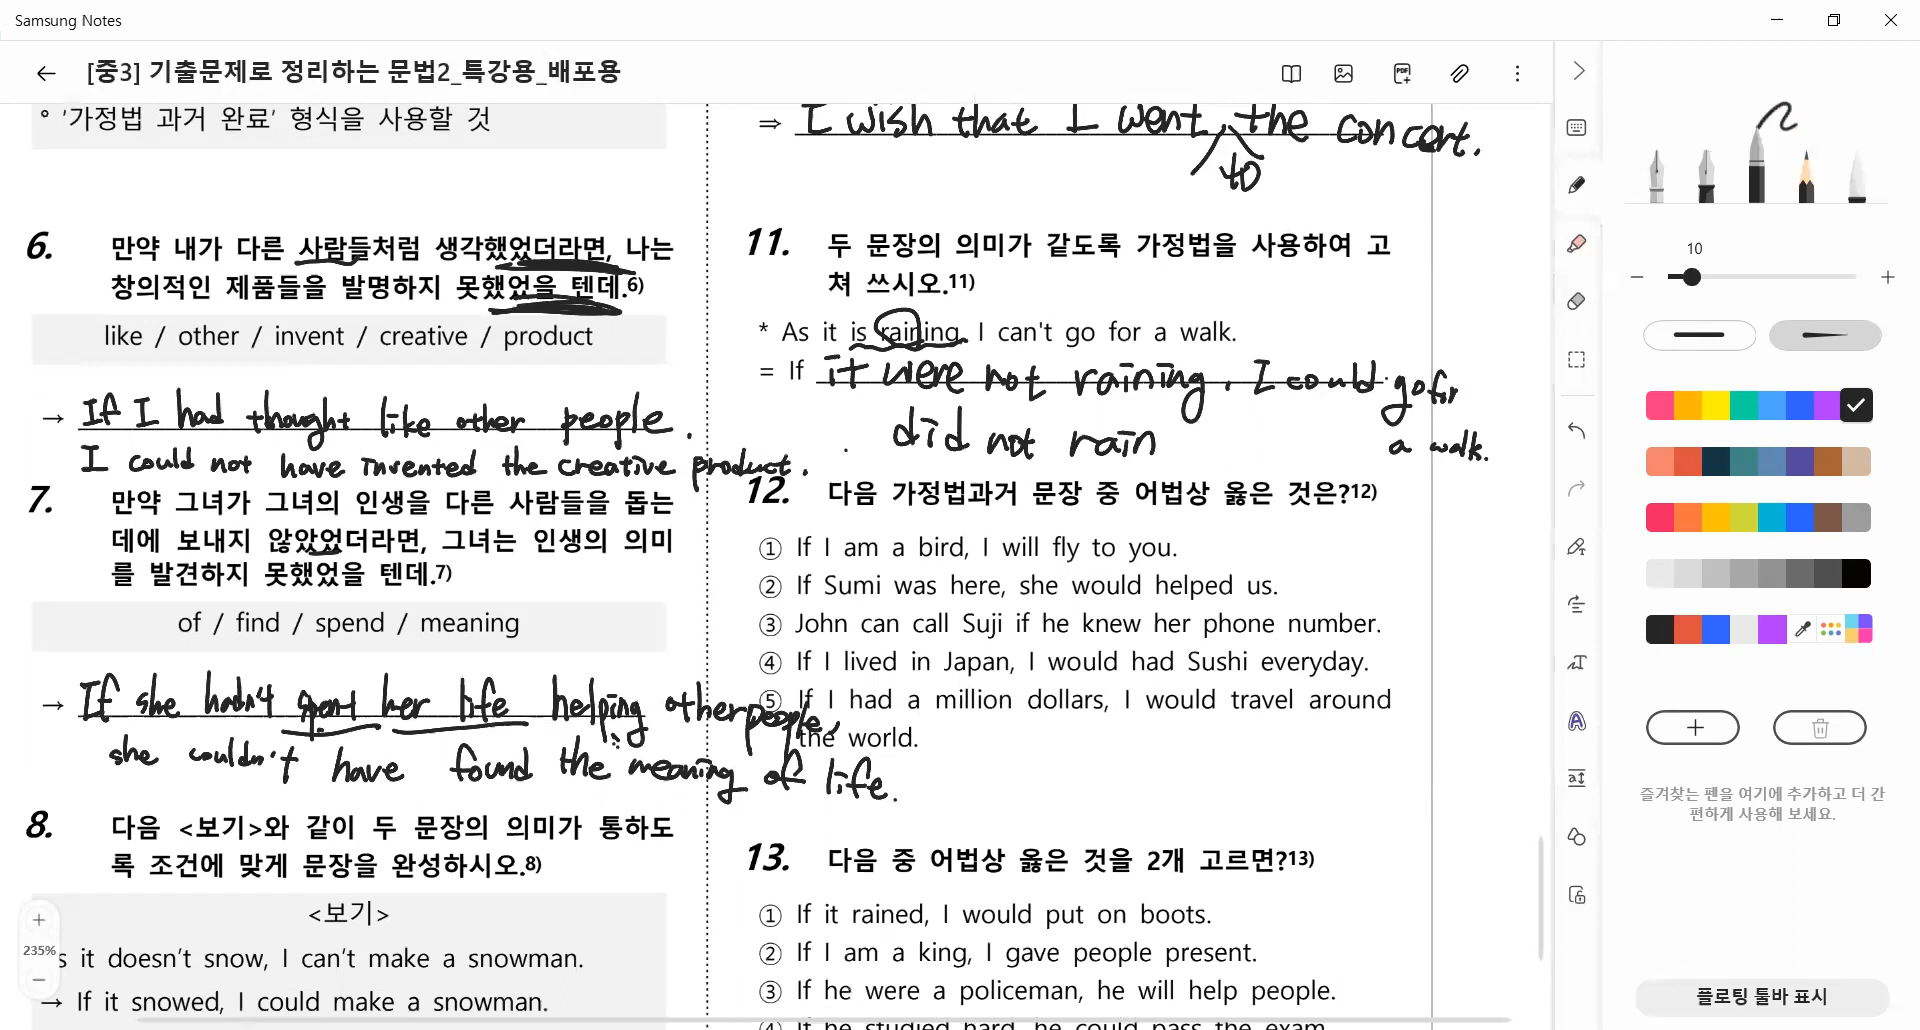 Samsung Notes
[중3] 기출문제로 정리하는 문법2_특강용_배포용
° '가정법 과거 완료' 형식을 사용할 것
6. 만약 내가 다른 사람들처럼 생각했었더라면, 나는
창의적인 제품들을 발명하지 못했었을 텐데.6)
like / other / invent / creative / product
→ If I had thought like other people.
I could not have invented the creative product.
7. 만약 그녀가 그녀의 인생을 다른 사람들을 돕는
데에 보내지 않았었더라면, 그녀는 인생의 의미
를 발견하지 못했었을 텐데.7)
of / find / spend / meaning
→ If she hadn't spent her life helping other people,
she couldn't have found the meaning of life.
8. 다음 <보기>와 같이 두 문장의 의미가 통하도
록 조건에 맞게 문장을 완성하시오.8)
<보기>
s it doesn't snow, I can't make a snowman.
→ If it snowed, I could make a snowman.
⇒ I wish that I went the concert.
to
11. 두 문장의 의미가 같도록 가정법을 사용하여 고
쳐 쓰시오.11)
* As it is raining, I can't go for a walk.
= If it were not raining, I could go for
did not rain a walk.
12. 다음 가정법과거 문장 중 어법상 옳은 것은?12)
① If I am a bird, I will fly to you.
② If Sumi was here, she would helped us.
③ John can call Suji if he knew her phone number.
④ If I lived in Japan, I would had Sushi everyday.
⑤ If I had a million dollars, I would travel around
the world.
13. 다음 중 어법상 옳은 것을 2개 고르면?13)
① If it rained, I would put on boots.
② If I am a king, I gave people present.
③ If he were a policeman, he will help people.
④ If he studied hard, he could pass the exam.
10
235%
즐겨찾는 펜을 여기에 추가하고 더 간
편하게 사용해 보세요.
플로팅 툴바 표시